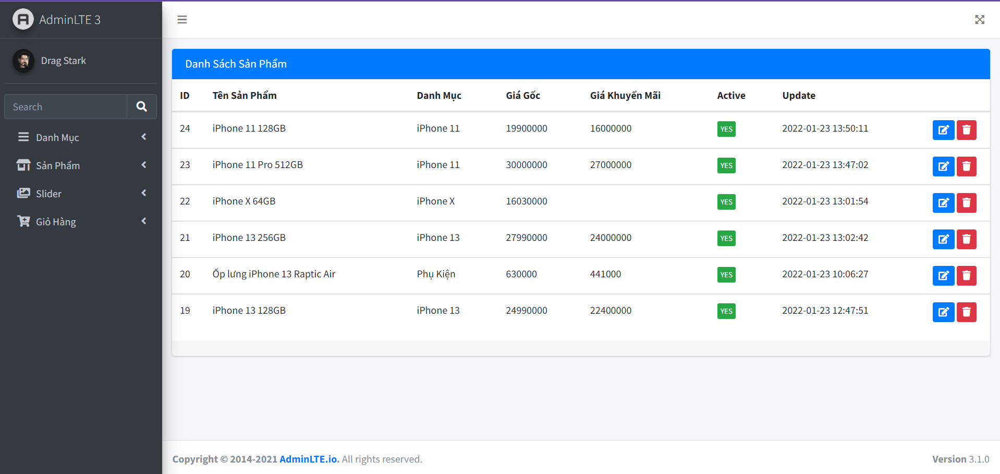 AdminLTE 3
Drag Stark
Search
Danh Mục
Sản Phẩm
Slider
Giỏ Hàng
Danh Sách Sản Phẩm
ID Tên Sản Phẩm Danh Mục Giá Gốc Giá Khuyến Mãi Active Update
24 iPhone 11 128GB iPhone 11 19900000 16000000 YES 2022-01-23 13:50:11
23 iPhone 11 Pro 512GB iPhone 11 30000000 27000000 YES 2022-01-23 13:47:02
22 iPhone X 64GB iPhone X 16030000 YES 2022-01-23 13:01:54
21 iPhone 13 256GB iPhone 13 27990000 24000000 YES 2022-01-23 13:02:42
20 Ốp lưng iPhone 13 Raptic Air Phụ Kiện 630000 441000 YES 2022-01-23 10:06:27
19 iPhone 13 128GB iPhone 13 24990000 22400000 YES 2022-01-23 12:47:51
Copyright © 2014-2021 AdminLTE.io. All rights reserved.
Version 3.1.0